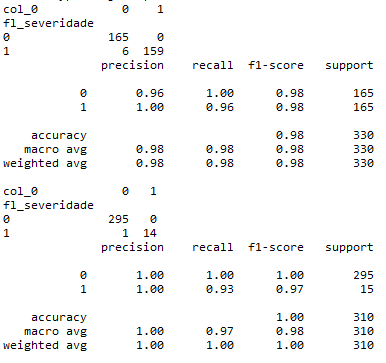 col_0 0 1
fl_severidade
0 165 0
1 6 159
precision recall f1-score support
0 0.96 1.00 0.98 165
1 1.00 0.96 0.98 165
accuracy 0.98 330
macro avg 0.98 0.98 0.98 330
weighted avg 0.98 0.98 0.98 330
col_0 0 1
fl_severidade
0 295 0
1 1 14
precision recall f1-score support
0 1.00 1.00 1.00 295
1 1.00 0.93 0.97 15
accuracy 1.00 310
macro avg 1.00 0.97 0.98 310
weighted avg 1.00 1.00 1.00 310